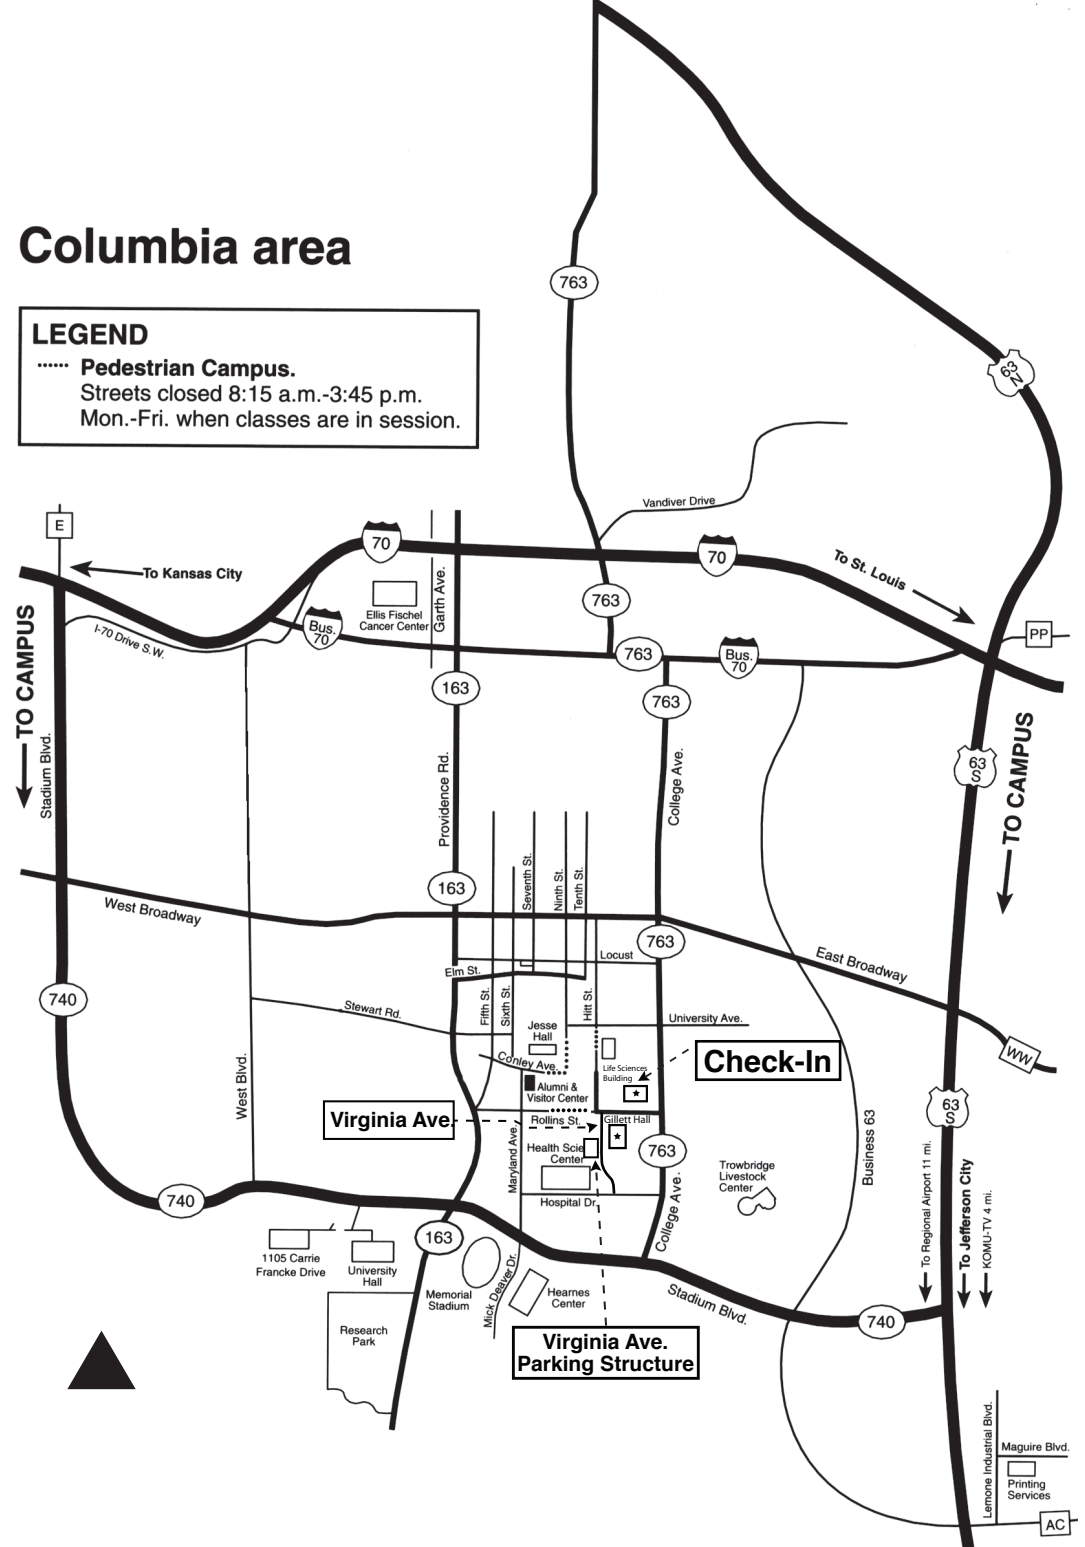 Columbia area
LEGEND
Pedestrian Campus.
Streets closed 8:15 a.m.-3:45 p.m.
Mon.-Fri. when classes are in session.
763
63
N
Vandiver Drive
E
To Kansas City
70
70
To St. Louis
Ellis Fischel
Cancer Center
Garth Ave.
763
PP
I-70 Drive S.W.
Bus.
70
763
Bus.
70
163
763
TO CAMPUS
Stadium Blvd.
Providence Rd.
College Ave.
63
S
TO CAMPUS
Seventh St.
Ninth St.
Tenth St.
163
West Broadway
763
East Broadway
Locust
Elm St.
740
Stewart Rd.
Fifth St.
Sixth St.
Hitt St.
University Ave.
Jesse
Hall
WW
West Blvd.
Conley Ave.
Life Sciences
Building
Check-In
Alumni &
Visitor Center
63
S
Virginia Ave.
Rollins St.
Gillett Hall
Business 63
Maryland Ave.
Health Scie
Center
763
Trowbridge
Livestock
Center
To Regional Airport 11 mi.
To Jefferson City
KOMU-TV 4 mi.
740
Hospital Dr.
College Ave.
163
1105 Carrie
Francke Drive
University
Hall
Memorial
Stadium
Mick Deaver Dr.
Hearnes
Center
Stadium Blvd.
740
Research
Park
Virginia Ave.
Parking Structure
Lemone Industrial Blvd.
Maguire Blvd.
Printing
Services
AC